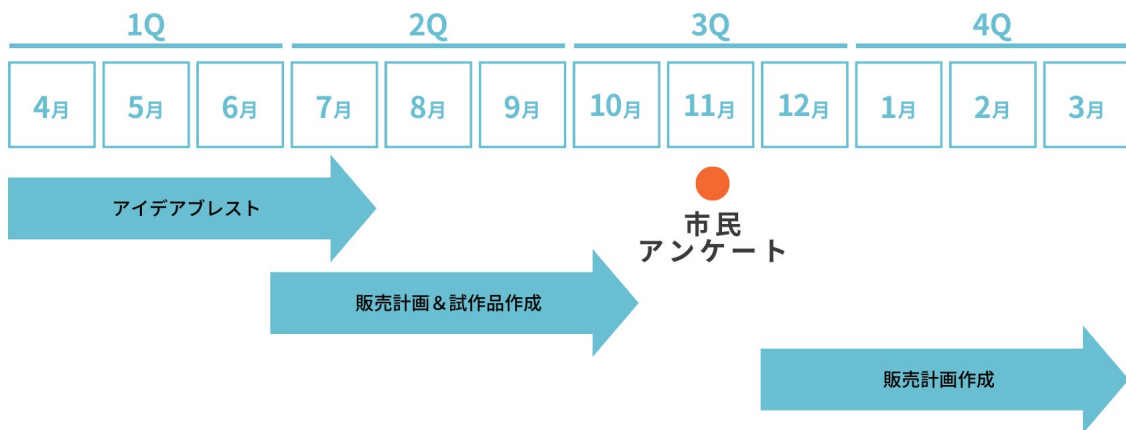 1Q 2Q 3Q 4Q
4月 5月 6月 7月 8月 9月 10月 11月 12月 1月 2月 3月
アイデアブレスト
市民
アンケート
販売計画＆試作品作成
販売計画作成